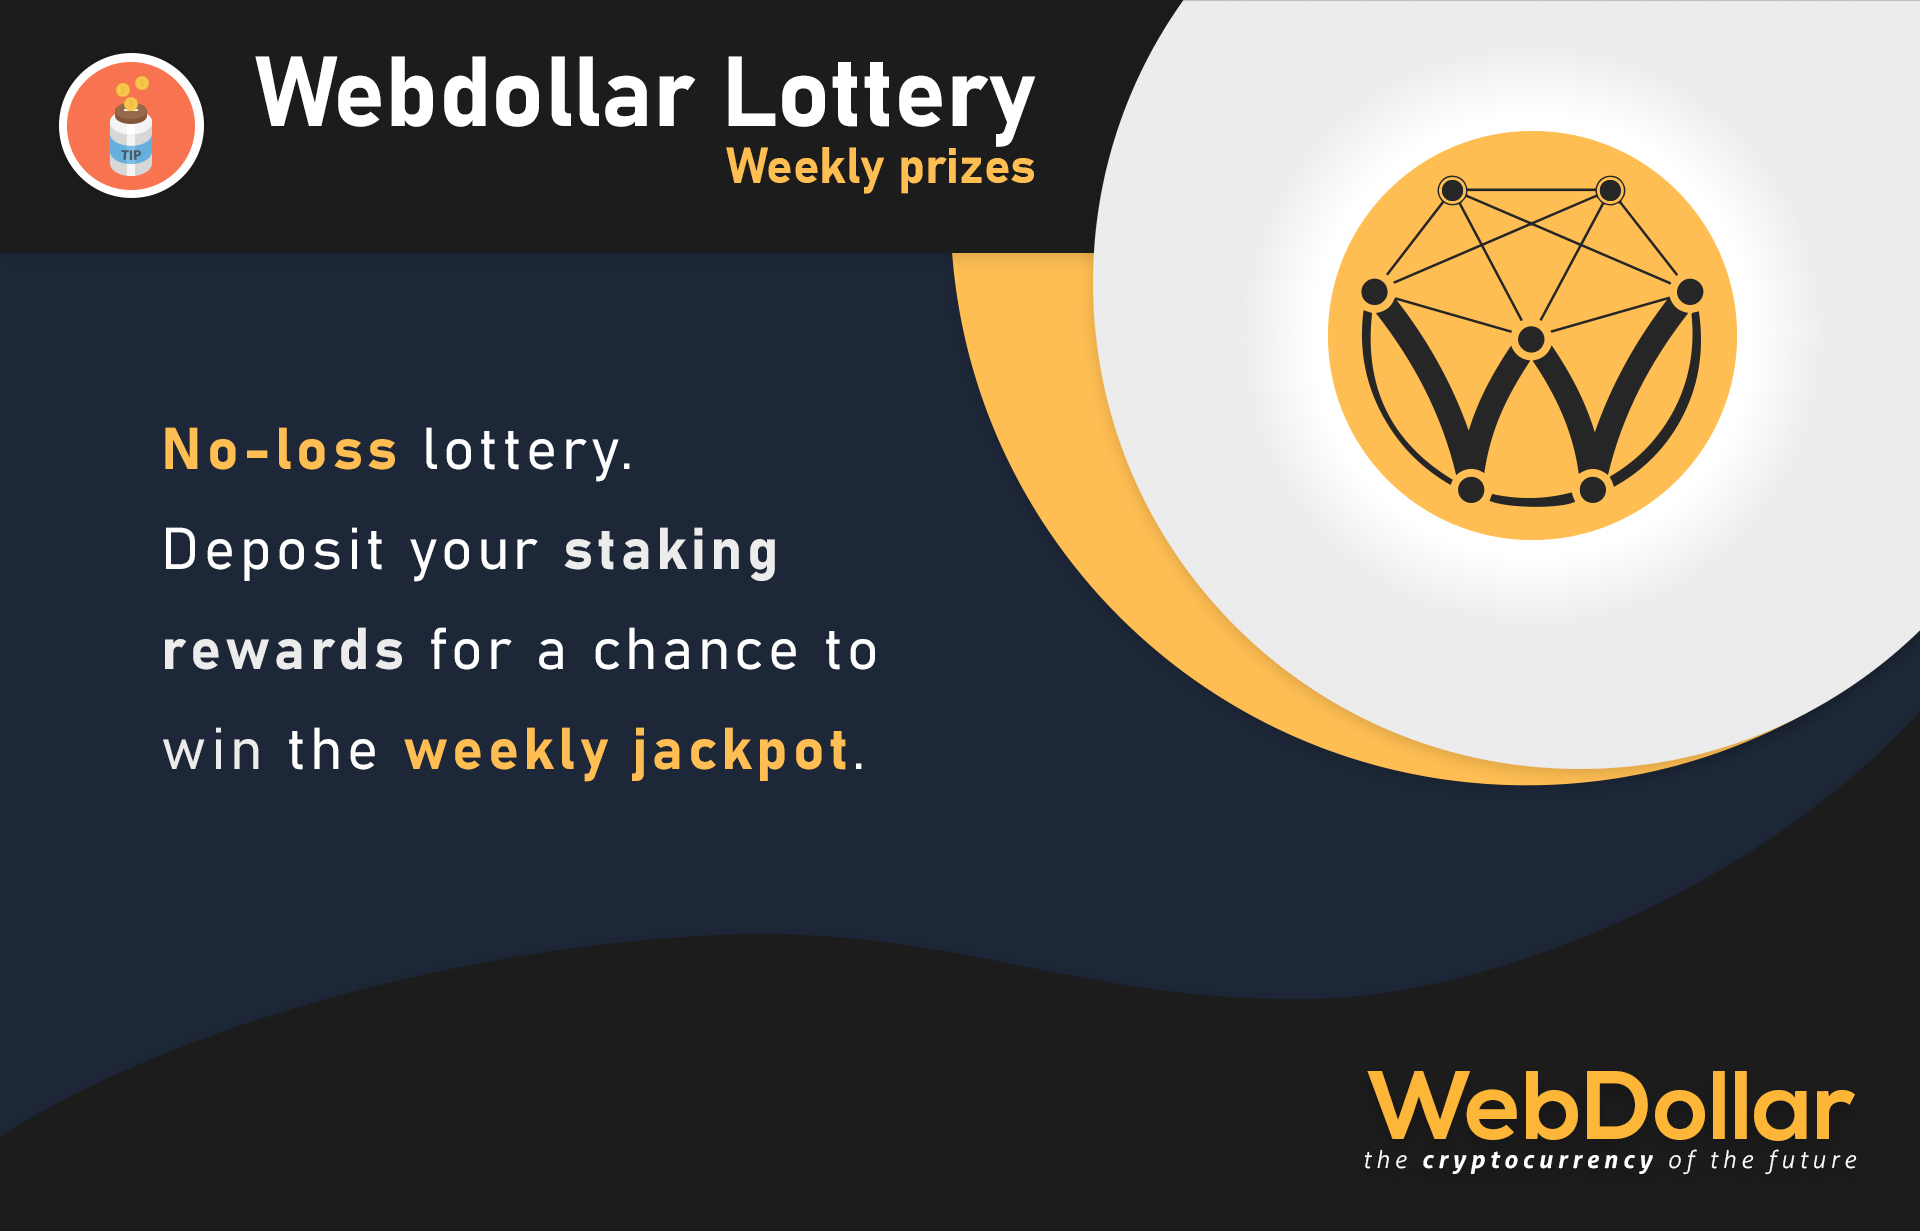 TIP
Webdollar Lottery
Weekly prizes
No-loss lottery.
Deposit your staking
rewards for a chance to
win the weekly jackpot.
WebDollar
the cryptocurrency of the future